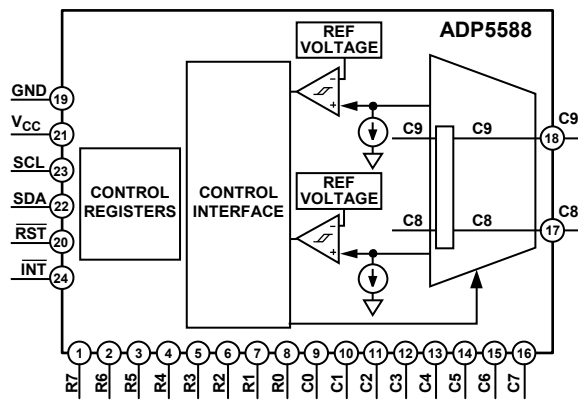 ADP5588
REF
VOLTAGE
GND
19
VCC
21
SCL
23
SDA
22
RST
20
INT
24
CONTROL
REGISTERS
CONTROL
INTERFACE
–
+
C9
C9
18
C9
REF
VOLTAGE
–
+
C8
C8
17
C8
1 2 3 4 5 6 7 8 9 10 11 12 13 14 15 16
R7 R6 R5 R4 R3 R2 R1 R0 C0 C1 C2 C3 C4 C5 C6 C7